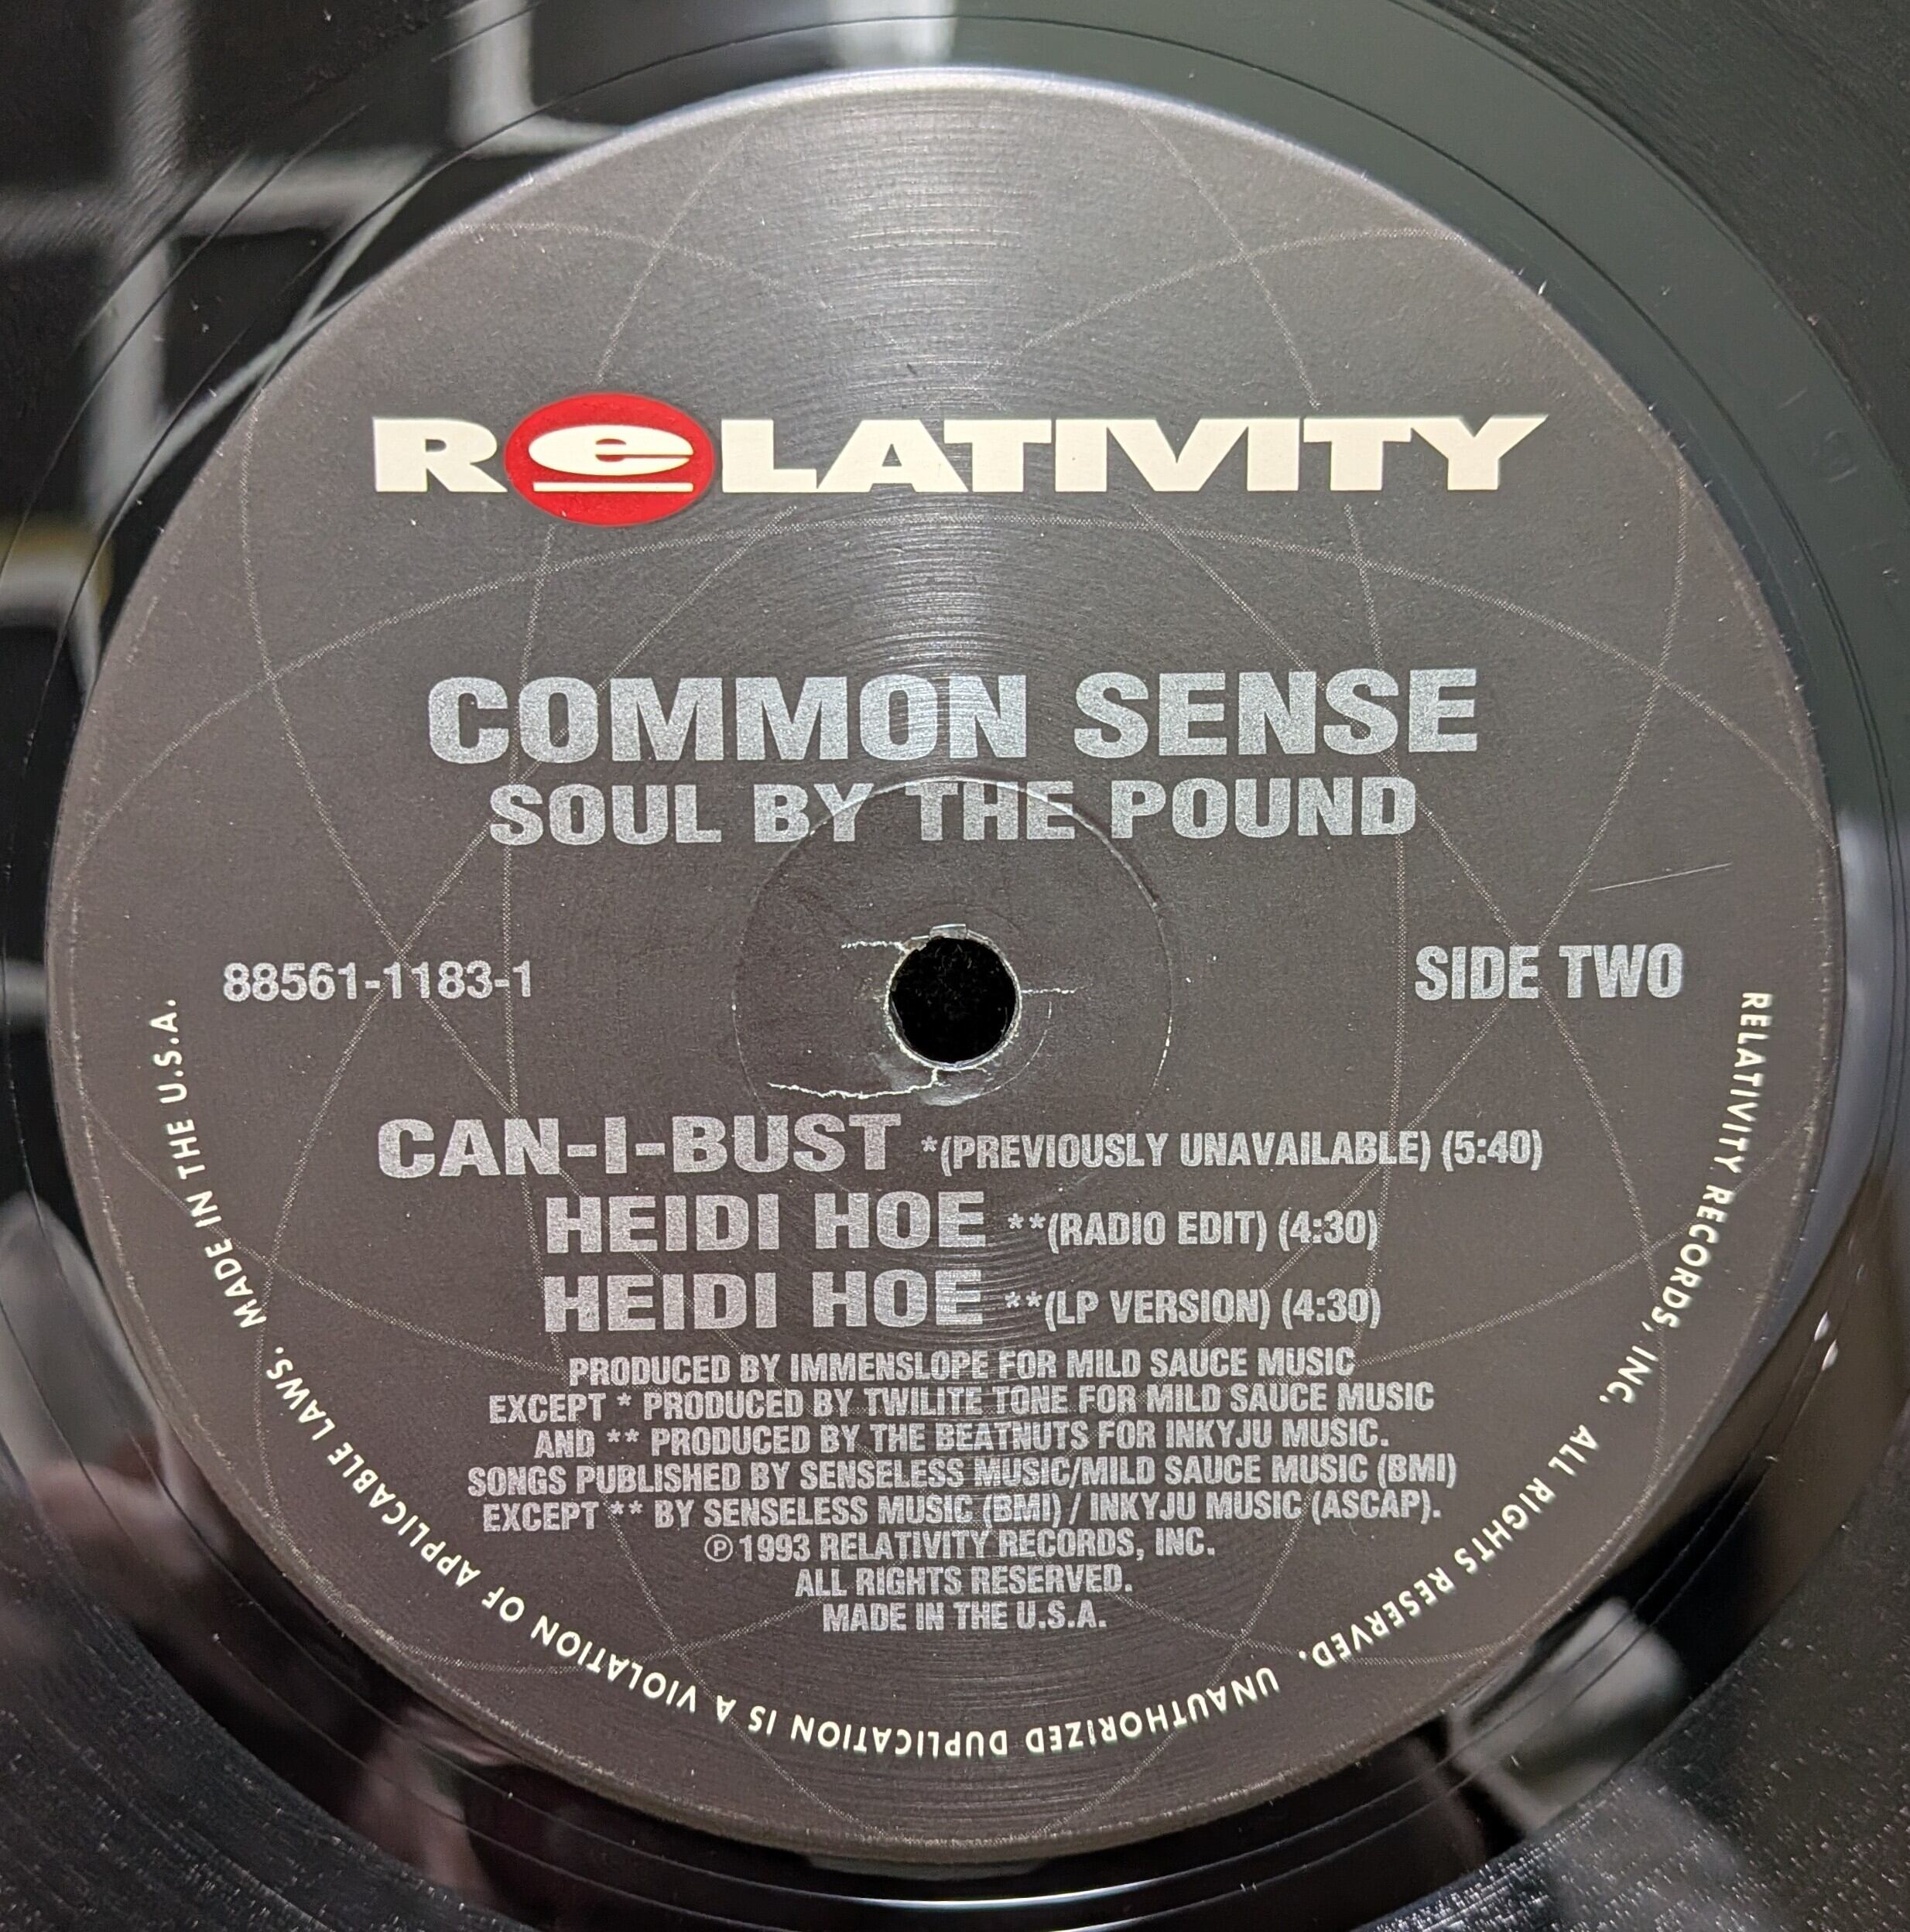 ReLATIVITY
COMMON SENSE
SOUL BY THE POUND
88561-1183-1
SIDE TWO
CAN-I-BUST *(PREVIOUSLY UNAVAILABLE) (5:40)
HEIDI HOE **(RADIO EDIT) (4:30)
HEIDI HOE **(LP VERSION) (4:30)
PRODUCED BY IMMENSLOPE FOR MILD SAUCE MUSIC
EXCEPT * PRODUCED BY TWILITE TONE FOR MILD SAUCE MUSIC
AND ** PRODUCED BY THE BEATNUTS FOR INKYJU MUSIC.
SONGS PUBLISHED BY SENSELESS MUSIC/MILD SAUCE MUSIC (BMI)
EXCEPT ** BY SENSELESS MUSIC (BMI) / INKYJU MUSIC (ASCAP).
℗ 1993 RELATIVITY RECORDS, INC.
ALL RIGHTS RESERVED.
MADE IN THE U.S.A.
RELATIVITY RECORDS, INC. ALL RIGHTS RESERVED. UNAUTHORIZED DUPLICATION IS A VIOLATION OF APPLICABLE LAWS. MADE IN THE U.S.A.